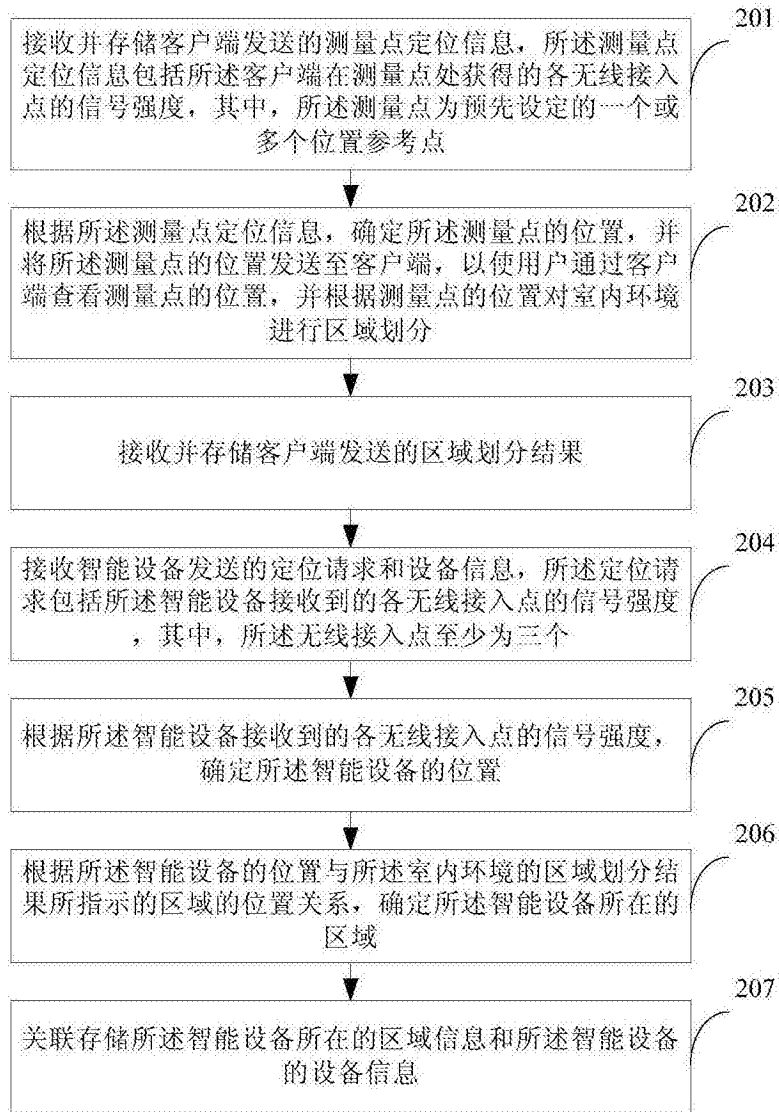 201
接收并存储客户端发送的测量点定位信息，所述测量点
定位信息包括所述客户端在测量点处获得的各无线接入
点的信号强度，其中，所述测量点为预先设定的一个或
多个位置参考点
202
根据所述测量点定位信息，确定所述测量点的位置，并
将所述测量点的位置发送至客户端，以使用户通过客户
端查看测量点的位置，并根据测量点的位置对室内环境
进行区域划分
203
接收并存储客户端发送的区域划分结果
204
接收智能设备发送的定位请求和设备信息，所述定位请
求包括所述智能设备接收到的各无线接入点的信号强度
，其中，所述无线接入点至少为三个
205
根据所述智能设备接收到的各无线接入点的信号强度，
确定所述智能设备的位置
206
根据所述智能设备的位置与所述室内环境的区域划分结
果所指示的区域的位置关系，确定所述智能设备所在的
区域
207
关联存储所述智能设备所在的区域信息和所述智能设备
的设备信息